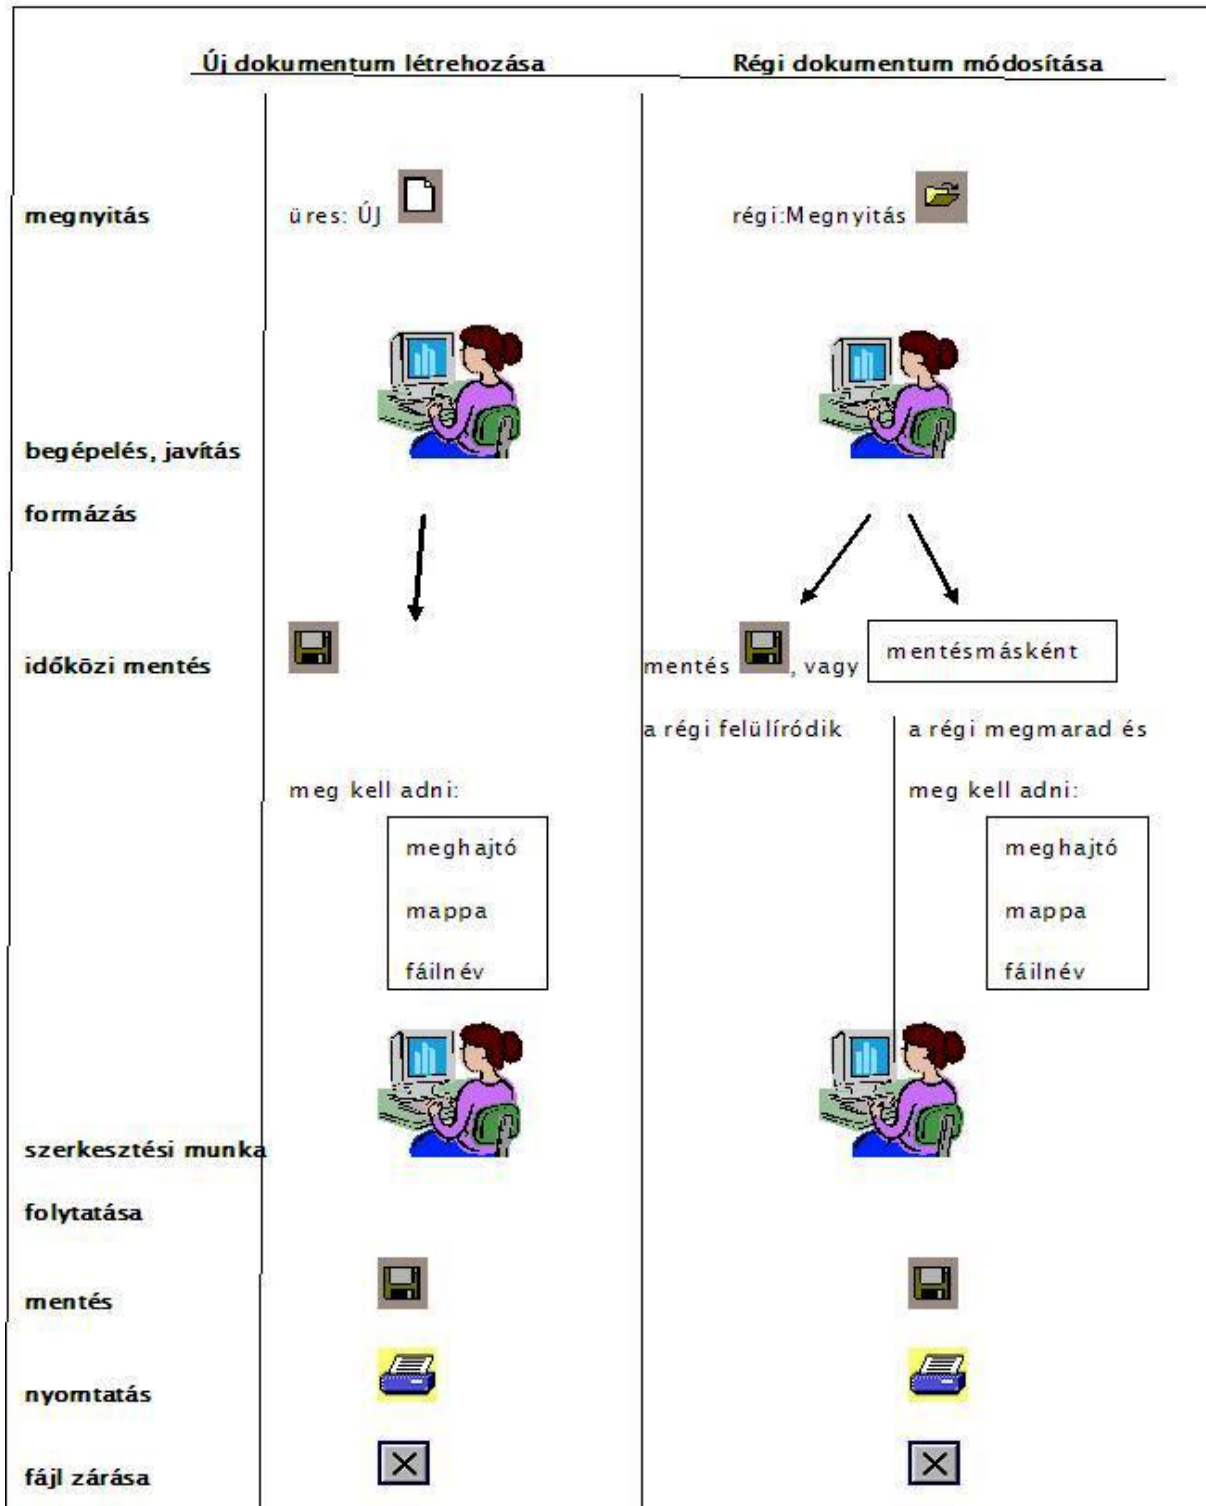 Új dokumentum létrehozása Régi dokumentum módosítása
megnyitás üres: ÚJ régi:Megnyitás
begépelés, javítás
formázás
időközi mentés mentés , vagy mentésmásként
a régi felülíródik a régi megmarad és
meg kell adni: meg kell adni:
meghajtó meghajtó
mappa mappa
fáilnév fáilnév
szerkesztési munka
folytatása
mentés
nyomtatás
fájl zárása